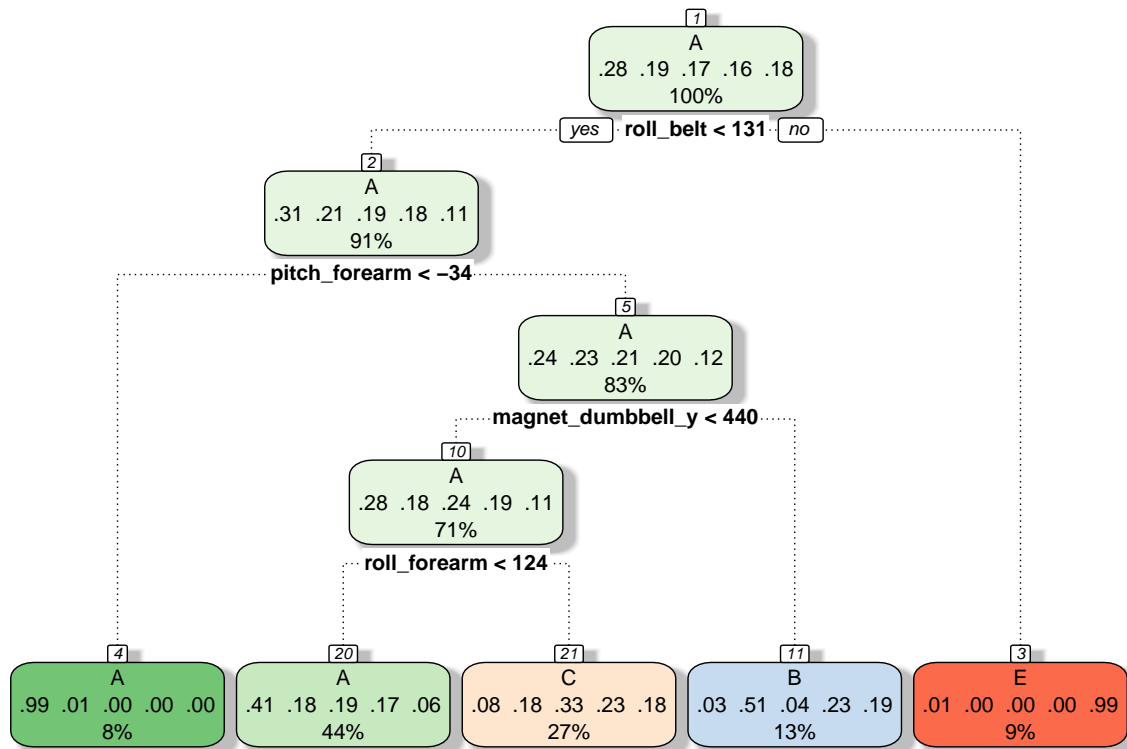 1
A
.28 .19 .17 .16 .18
100%
yes roll_belt < 131 no
2
A
.31 .21 .19 .18 .11
91%
pitch_forearm < −34
5
A
.24 .23 .21 .20 .12
83%
magnet_dumbbell_y < 440
10
A
.28 .18 .24 .19 .11
71%
roll_forearm < 124
4
A
.99 .01 .00 .00 .00
8%
20
A
.41 .18 .19 .17 .06
44%
21
C
.08 .18 .33 .23 .18
27%
11
B
.03 .51 .04 .23 .19
13%
3
E
.01 .00 .00 .00 .99
9%